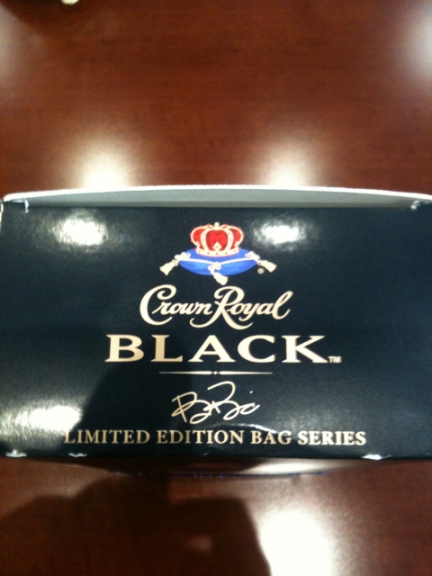 Crown Royal®
BLACK™
LIMITED EDITION BAG SERIES